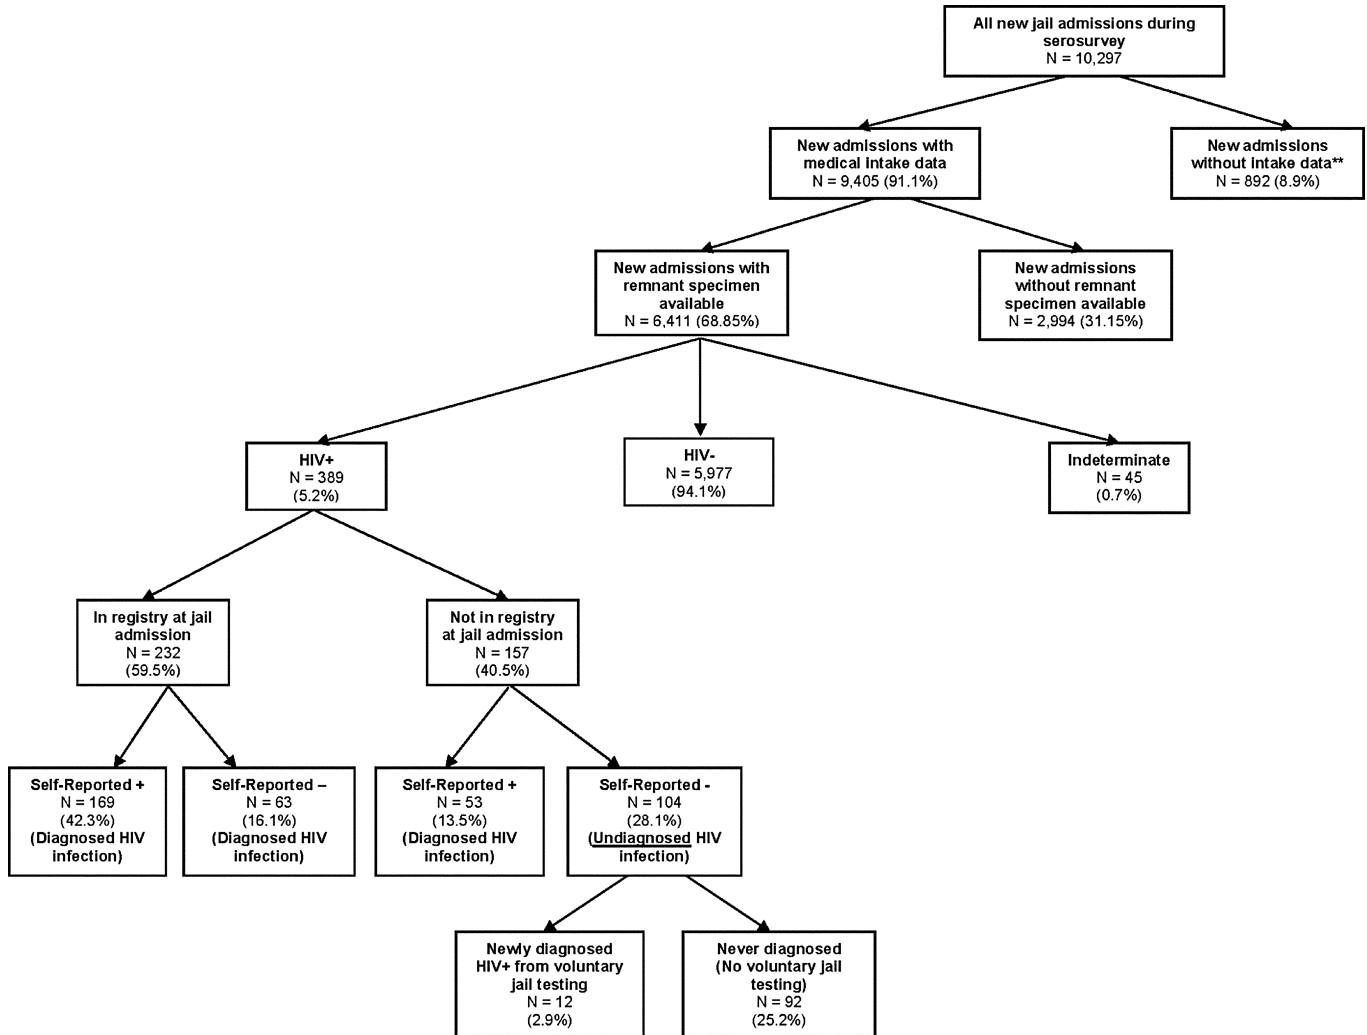 All new jail admissions during
serosurvey
N = 10,297
New admissions with
medical intake data
N = 9,405 (91.1%)
New admissions
without intake data**
N = 892 (8.9%)
New admissions with
remnant specimen
available
N = 6,411 (68.85%)
New admissions
without remnant
specimen available
N = 2,994 (31.15%)
HIV+
N = 389
(5.2%)
HIV-
N = 5,977
(94.1%)
Indeterminate
N = 45
(0.7%)
In registry at jail
admission
N = 232
(59.5%)
Not in registry
at jail admission
N = 157
(40.5%)
Self-Reported +
N = 169
(42.3%)
(Diagnosed HIV
infection)
Self-Reported –
N = 63
(16.1%)
(Diagnosed HIV
infection)
Self-Reported +
N = 53
(13.5%)
(Diagnosed HIV
infection)
Self-Reported -
N = 104
(28.1%)
(Undiagnosed HIV
infection)
Newly diagnosed
HIV+ from voluntary
jail testing
N = 12
(2.9%)
Never diagnosed
(No voluntary jail
testing)
N = 92
(25.2%)